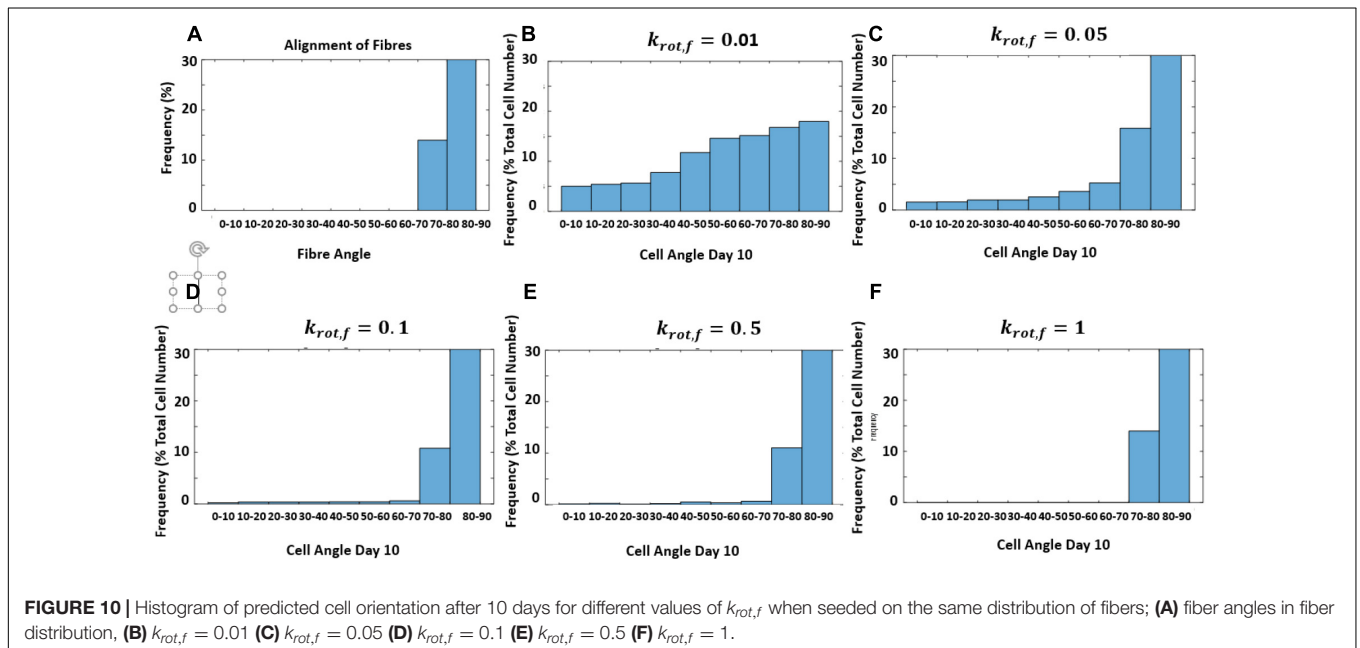 A
Alignment of Fibres
Frequency (%)
30
20
10
0
0-10 10-20 20-30 30-40 40-50 50-60 60-70 70-80 80-90
Fibre Angle
B
k_rot,f = 0.01
Frequency (% Total Cell Number)
30
20
10
0
0-10 10-20 20-30 30-40 40-50 50-60 60-70 70-80 80-90
Cell Angle Day 10
C
k_rot,f = 0.05
Frequency (% Total Cell Number)
30
20
10
0
0-10 10-20 20-30 30-40 40-50 50-60 60-70 70-80 80-90
Cell Angle Day 10
D
k_rot,f = 0.1
Frequency (% Total Cell Number)
30
20
10
0
0-10 10-20 20-30 30-40 40-50 50-60 60-70 70-80 80-90
Cell Angle Day 10
E
k_rot,f = 0.5
Frequency (% Total Cell Number)
30
20
10
0
0-10 10-20 20-30 30-40 40-50 50-60 60-70 70-80 80-90
Cell Angle Day 10
F
k_rot,f = 1
Frequency (% Total Cell Number)
30
20
10
0
0-10 10-20 20-30 30-40 40-50 50-60 60-70 70-80 80-90
Cell Angle Day 10
FIGURE 10 | Histogram of predicted cell orientation after 10 days for different values of k_rot,f when seeded on the same distribution of fibers; (A) fiber angles in fiber
distribution, (B) k_rot,f = 0.01 (C) k_rot,f = 0.05 (D) k_rot,f = 0.1 (E) k_rot,f = 0.5 (F) k_rot,f = 1.